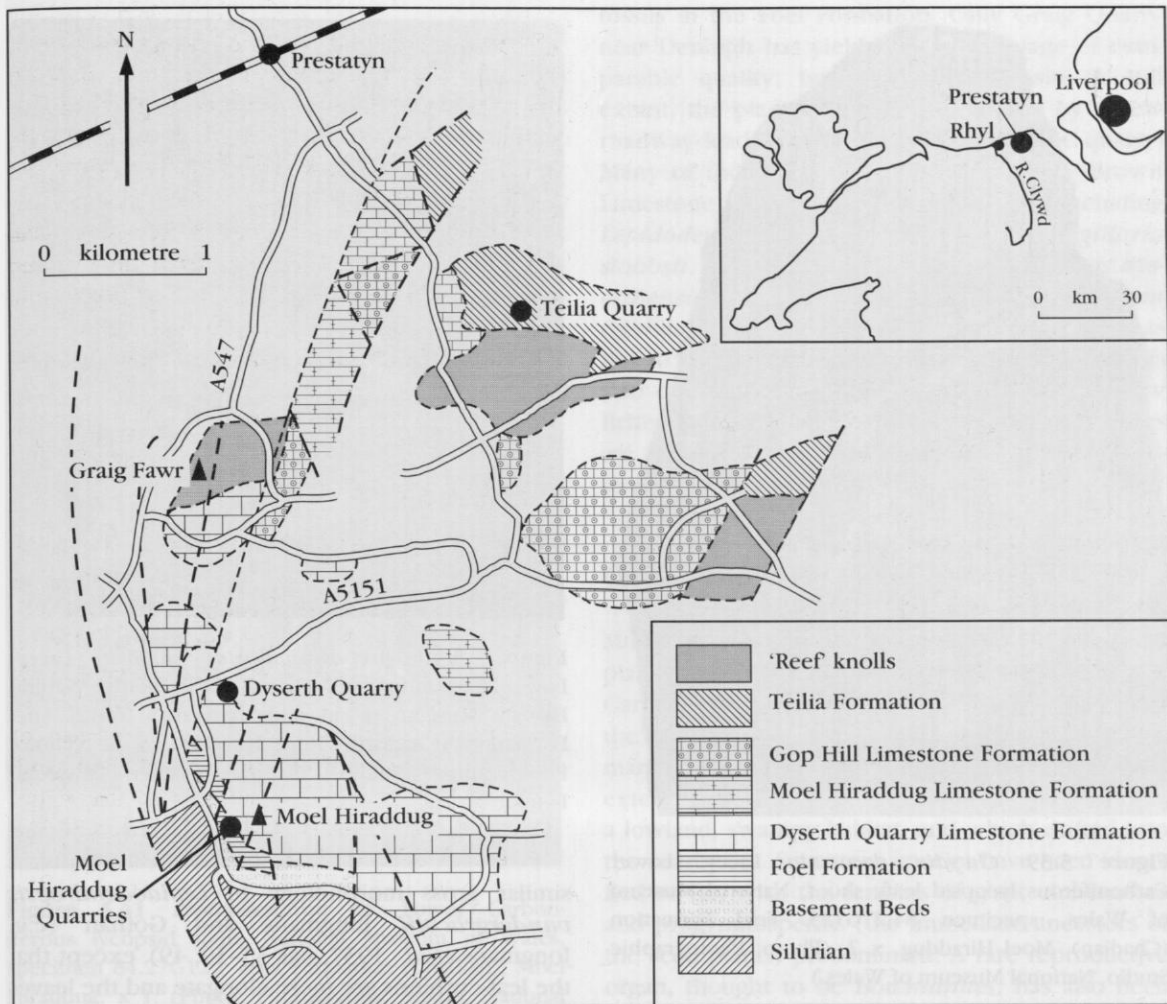 N
Prestatyn
0 kilometre 1
A547
Teilia Quarry
Graig Fawr
A5151
Dyserth Quarry
Moel Hiraddug
Moel
Hiraddug
Quarries
Liverpool
Prestatyn
Rhyl
R. Clywd
0 km 30
'Reef' knolls
Teilia Formation
Gop Hill Limestone Formation
Moel Hiraddug Limestone Formation
Dyserth Quarry Limestone Formation
Foel Formation
Basement Beds
Silurian